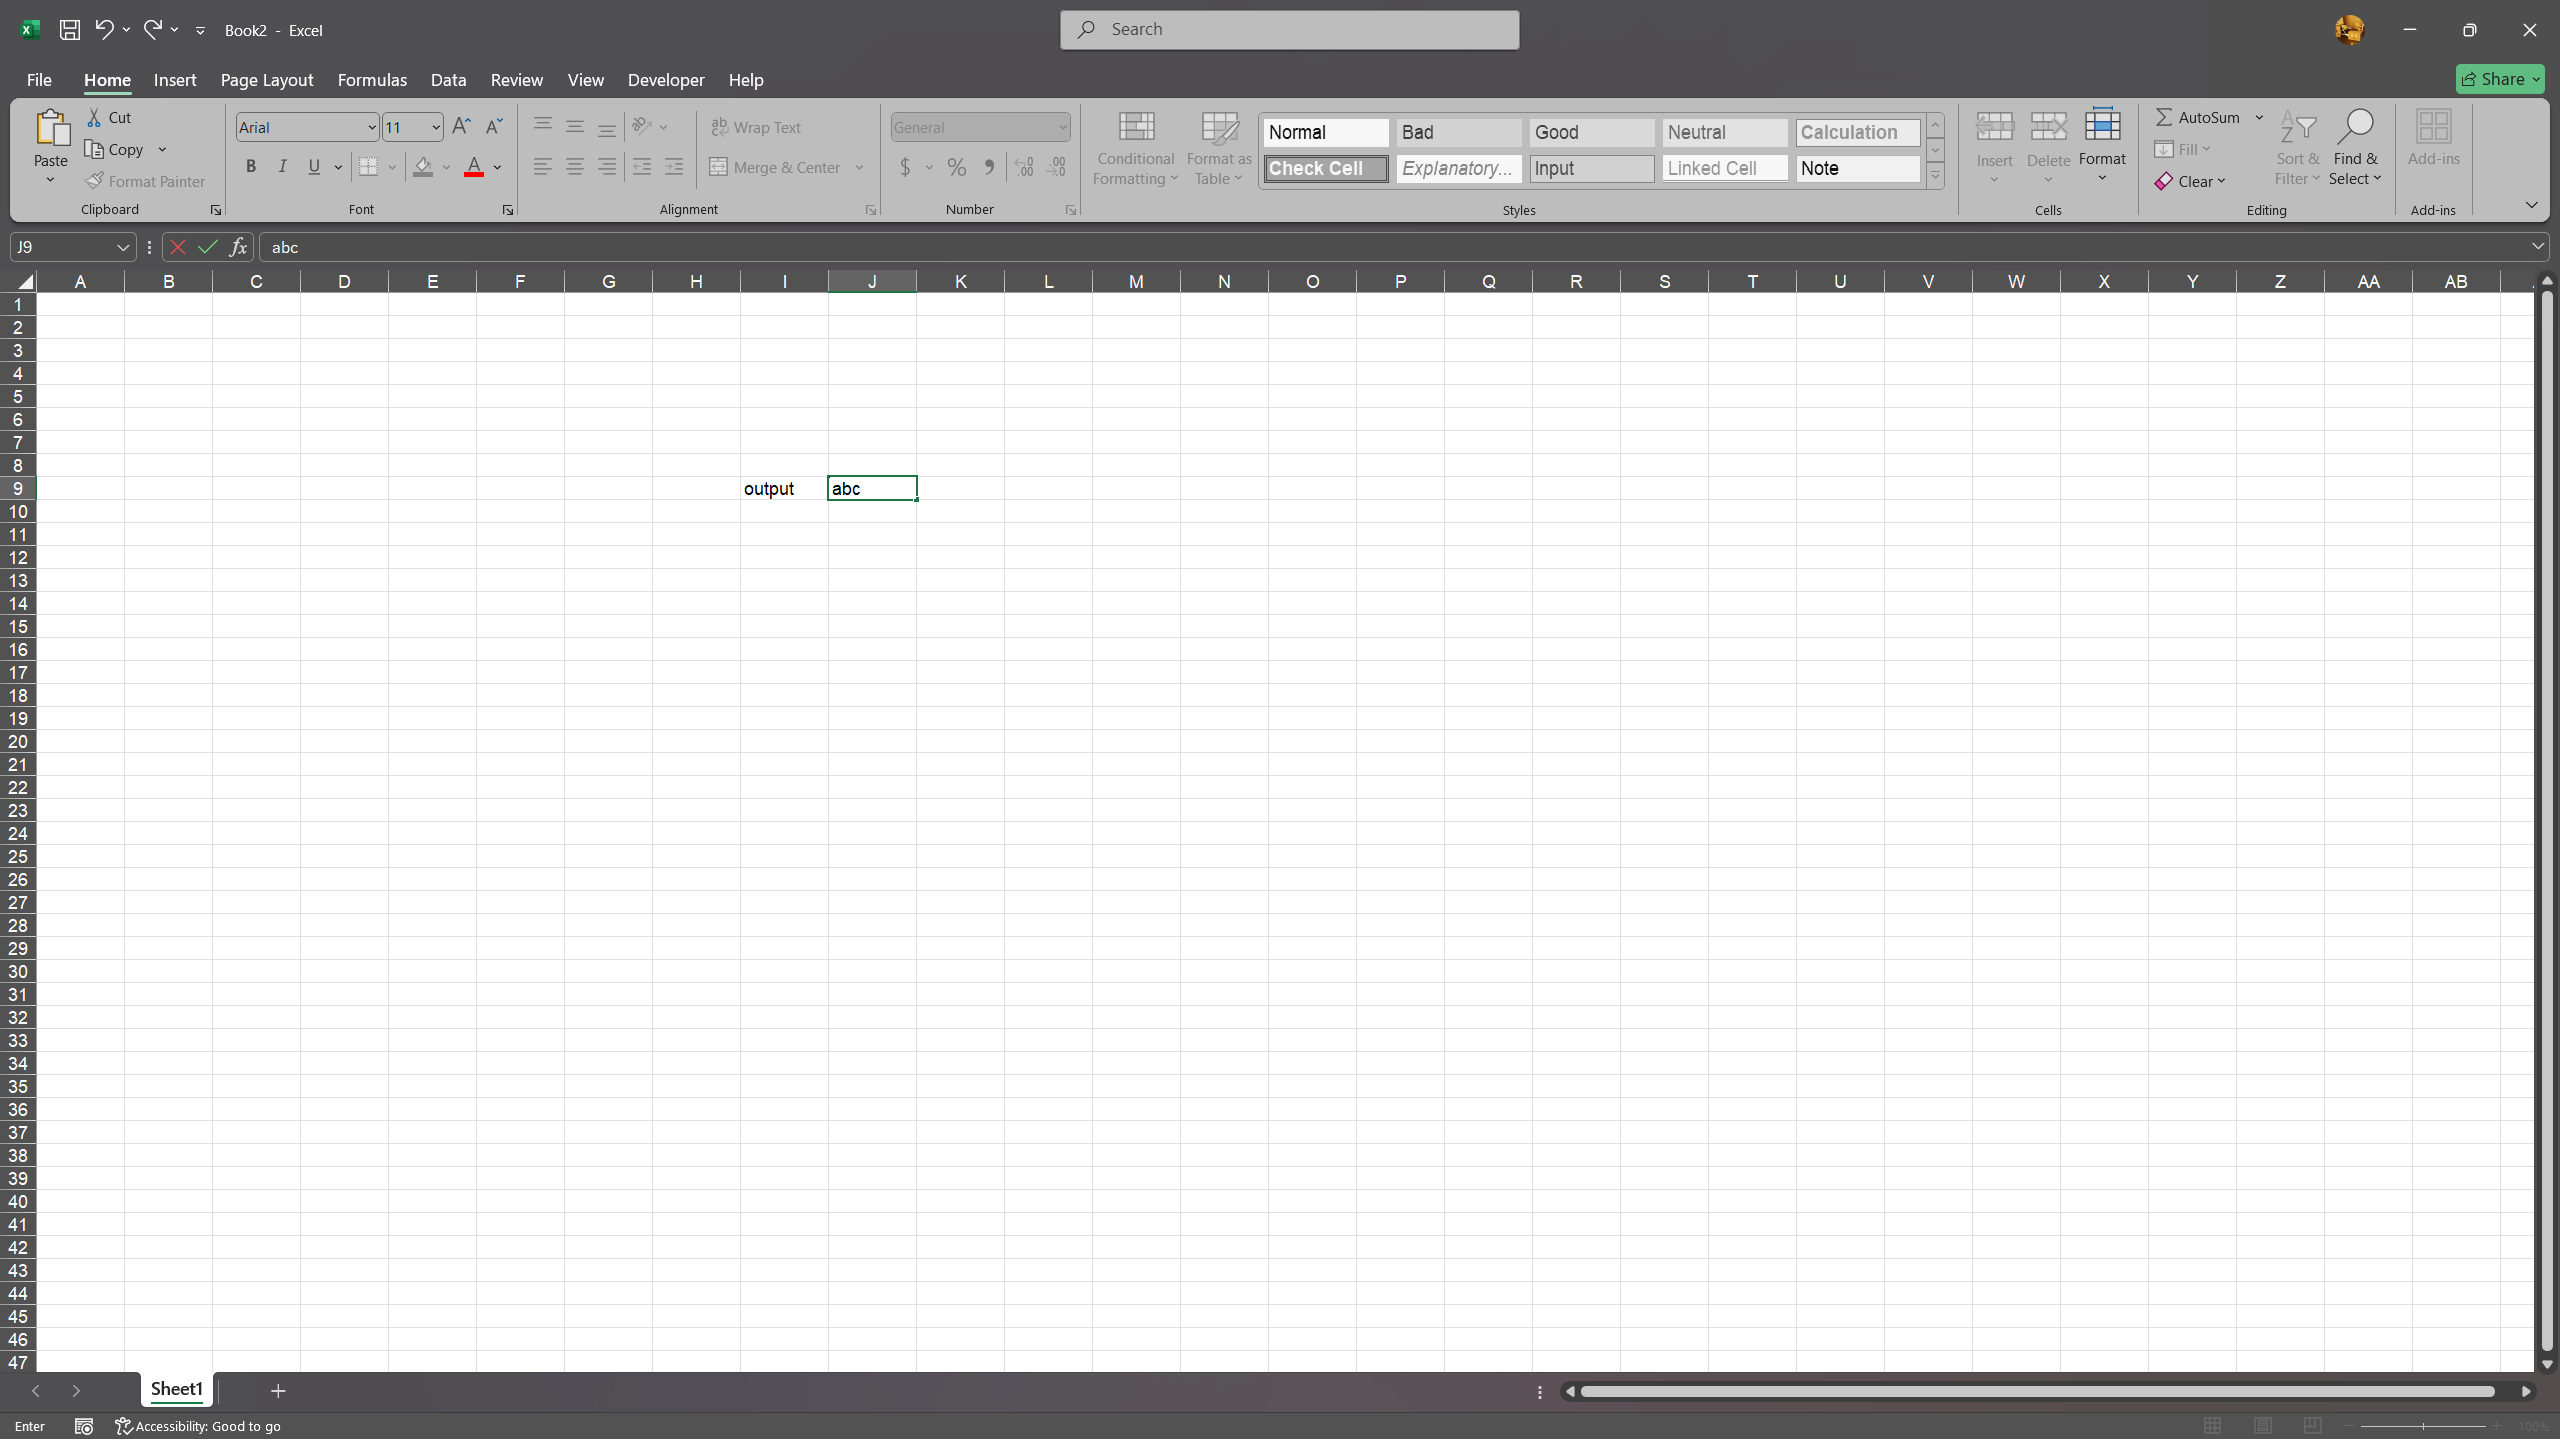 Book2 - Excel
Search
File Home Insert Page Layout Formulas Data Review View Developer Help
Share
Paste
Cut
Copy
Format Painter
Clipboard
Arial 11
B I U A
Font
Wrap Text
Merge & Center
Alignment
General
$ % 
Number
Conditional Formatting
Format as Table
Normal Bad Good Neutral Calculation
Check Cell Explanatory... Input Linked Cell Note
Styles
Insert Delete Format
Cells
AutoSum
Fill
Clear
Sort & Filter
Find & Select
Editing
Add-ins
Add-ins
J9 fx abc
A B C D E F G H I J K L M N O P Q R S T U V W X Y Z AA AB
1
2
3
4
5
6
7
8
9 output abc
10
11
12
13
14
15
16
17
18
19
20
21
22
23
24
25
26
27
28
29
30
31
32
33
34
35
36
37
38
39
40
41
42
43
44
45
46
47
Sheet1
Enter Accessibility: Good to go 100%